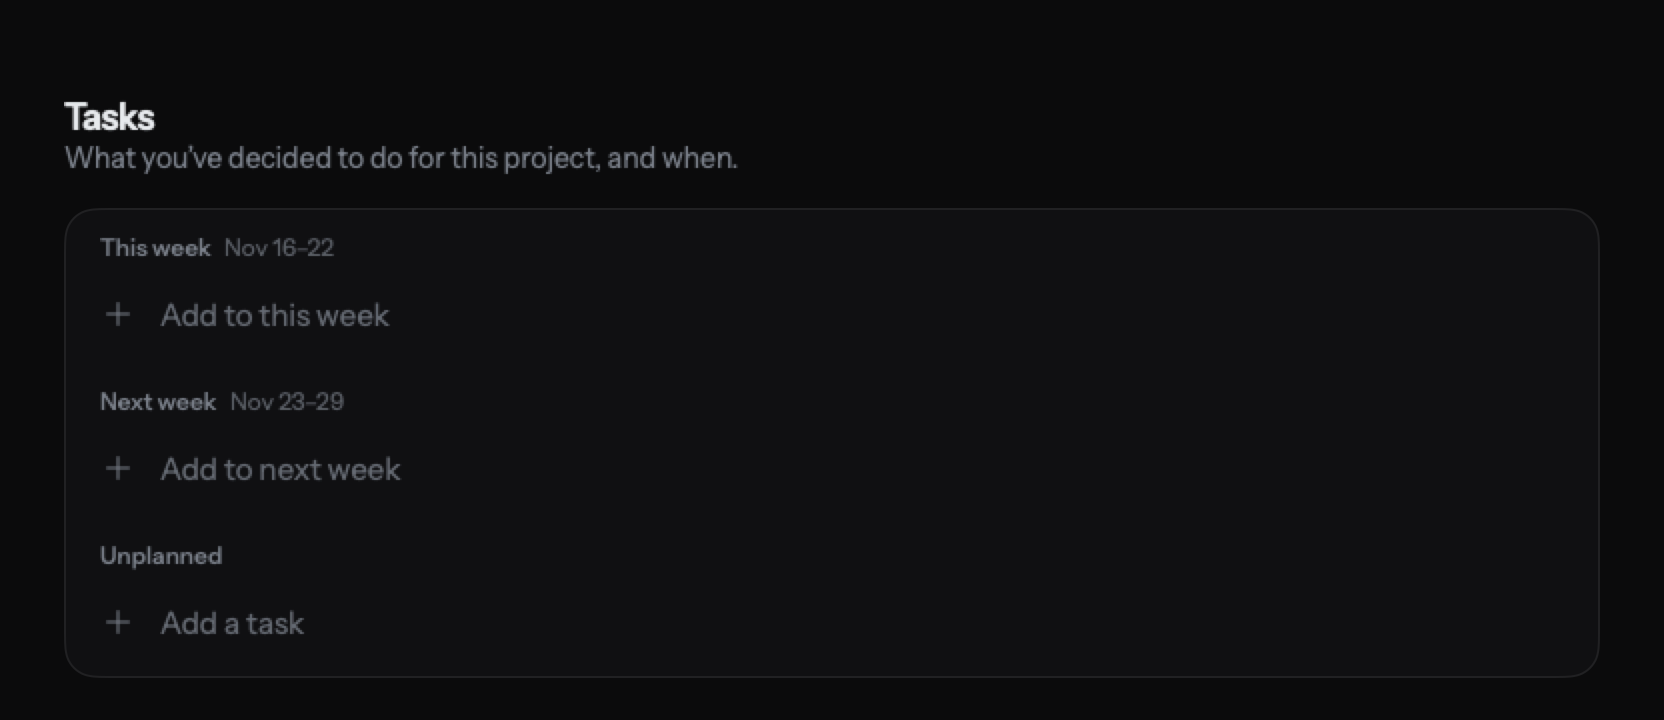 Tasks
What you've decided to do for this project, and when.
This week Nov 16–22
+ Add to this week
Next week Nov 23–29
+ Add to next week
Unplanned
+ Add a task